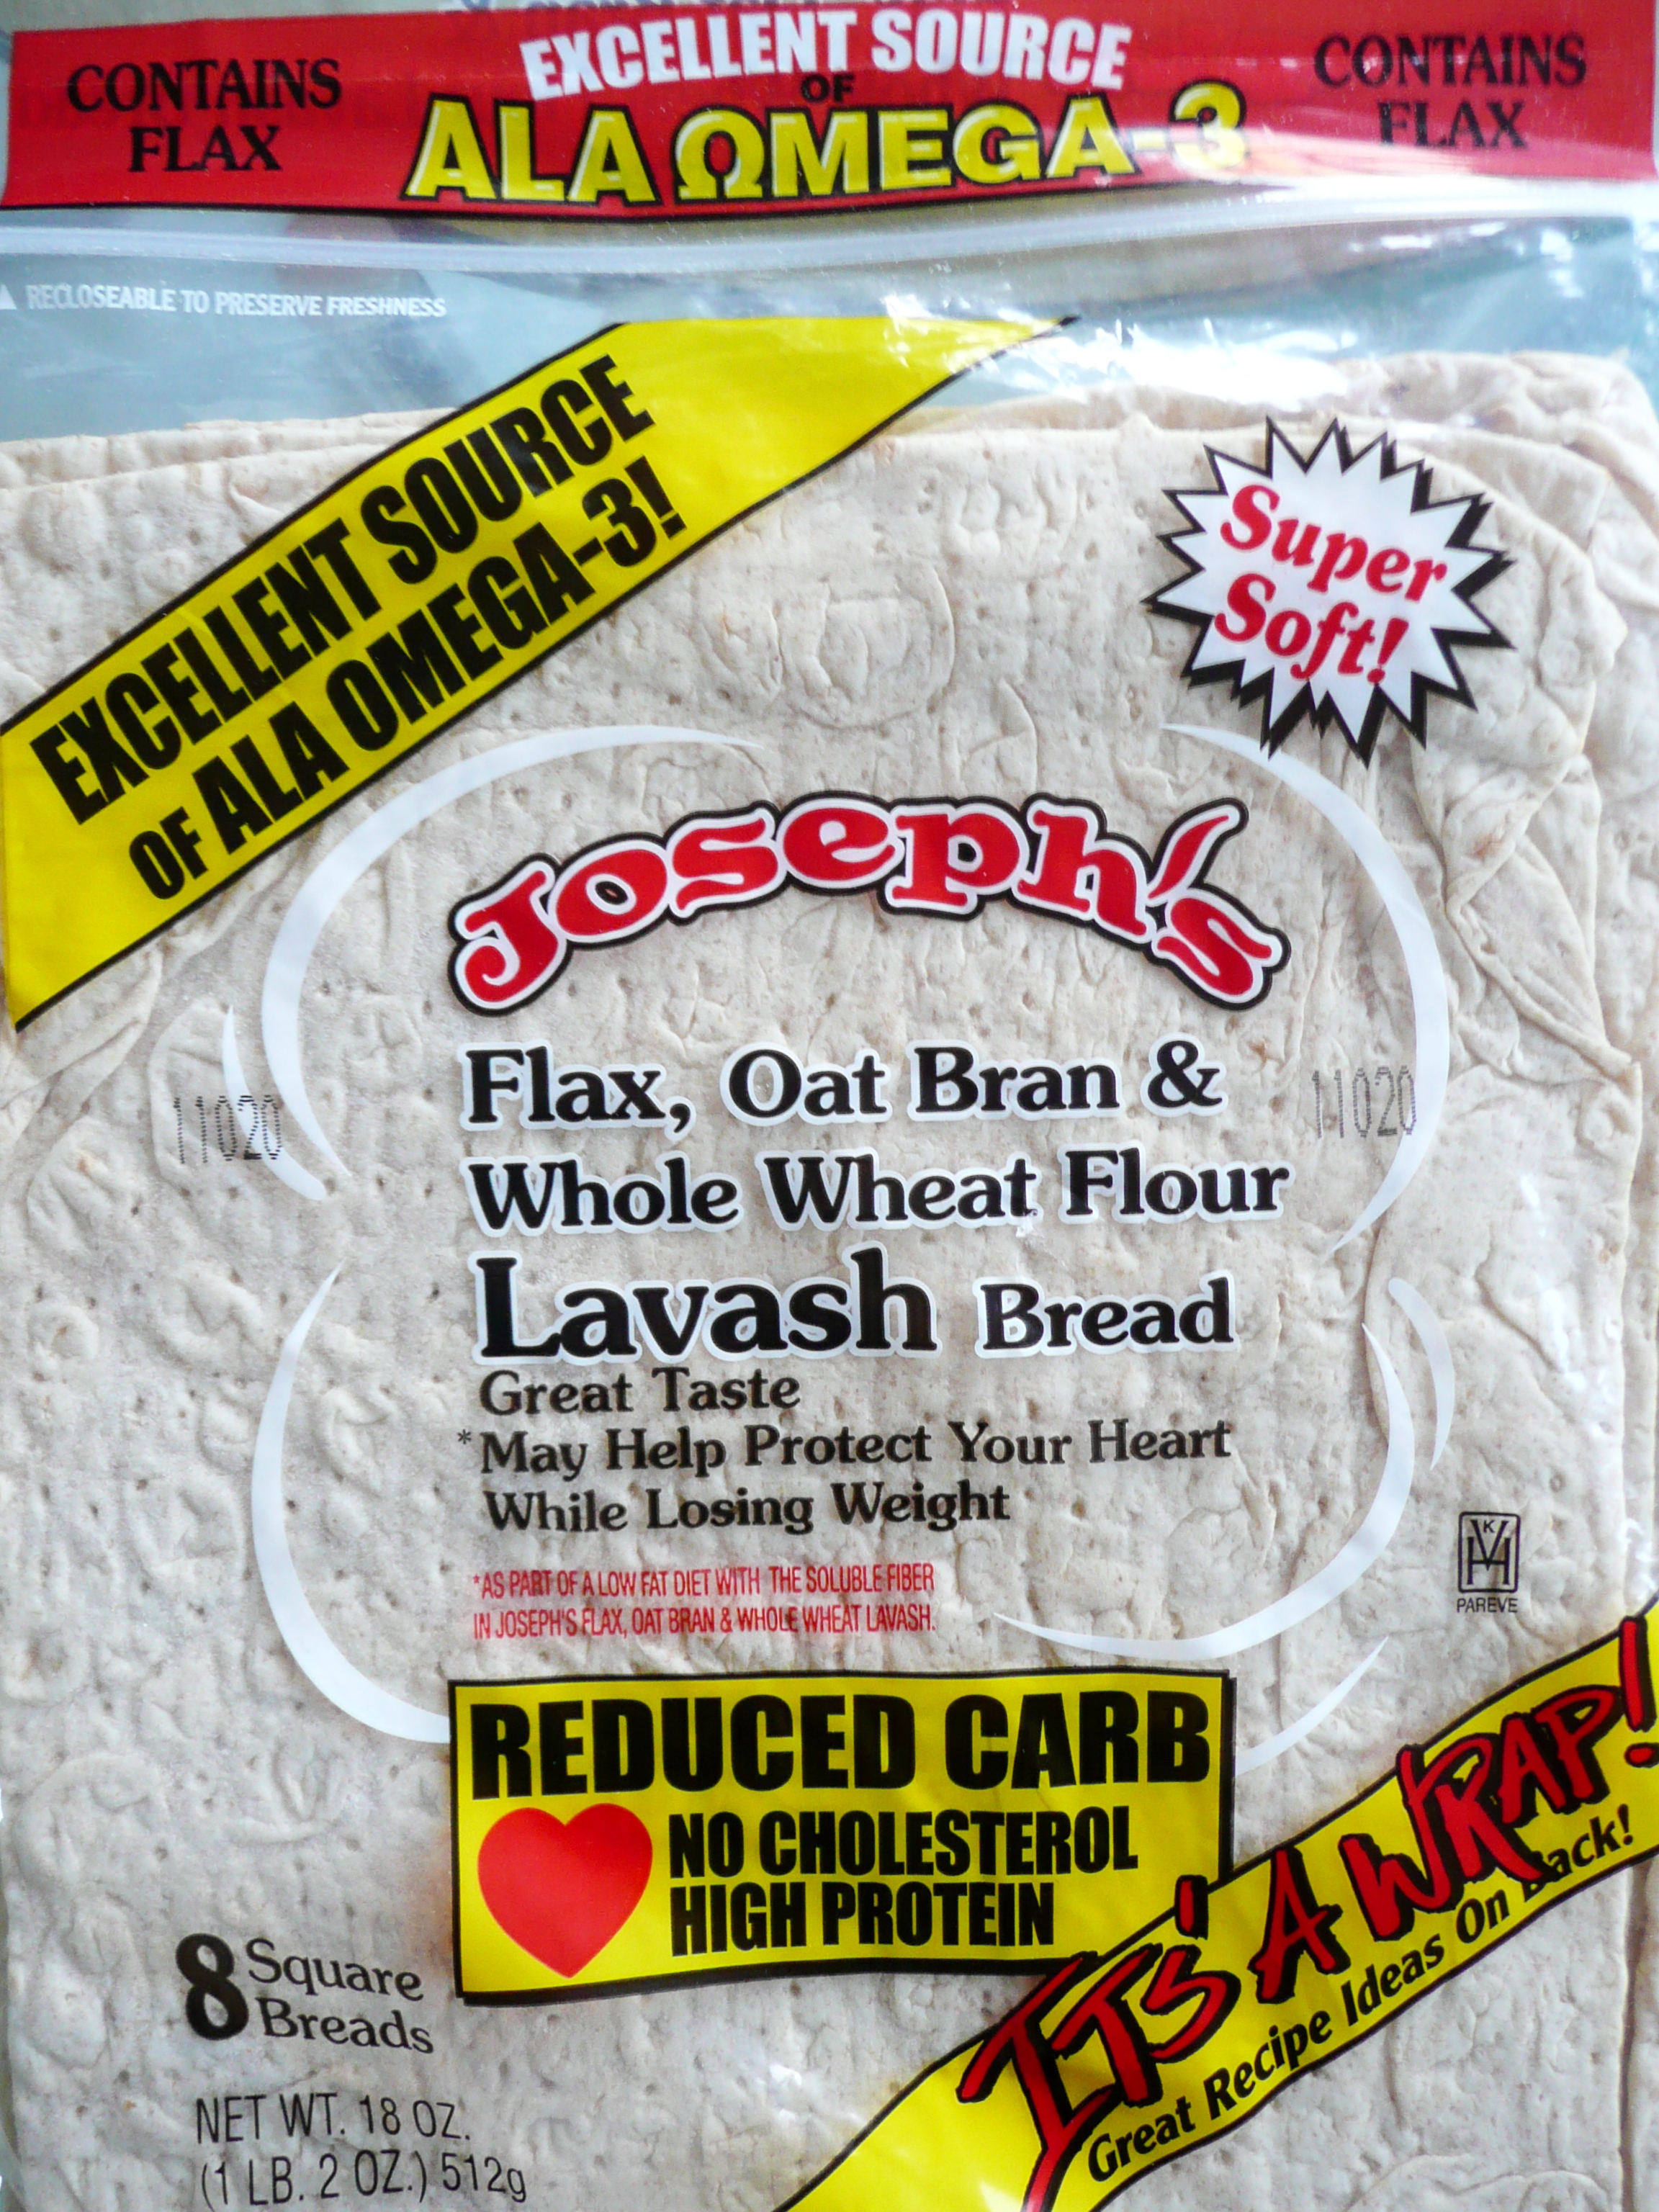 CONTAINS
FLAX
EXCELLENT SOURCE
OF
ALA ΩMEGA-3
CONTAINS
FLAX
RECLOSEABLE TO PRESERVE FRESHNESS
EXCELLENT SOURCE
OF ALA OMEGA-3!
Super
Soft!
Joseph's
Flax, Oat Bran &
Whole Wheat Flour
Lavash Bread
11020
11020
Great Taste
*May Help Protect Your Heart
While Losing Weight
*AS PART OF A LOW FAT DIET WITH THE SOLUBLE FIBER
IN JOSEPH'S FLAX, OAT BRAN & WHOLE WHEAT LAVASH.
K
VH
PAREVE
REDUCED CARB
NO CHOLESTEROL
HIGH PROTEIN
IT'S A WRAP!
Great Recipe Ideas On Back!
8 Square
Breads
NET WT. 18 OZ.
(1 LB. 2 OZ.) 512g